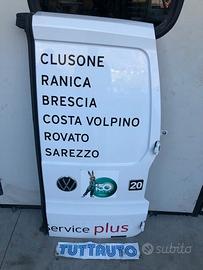 CLUSONE
RANICA
BRESCIA
COSTA VOLPINO
ROVATO
SAREZZO
20
service plus
TUTTAUTO
subito